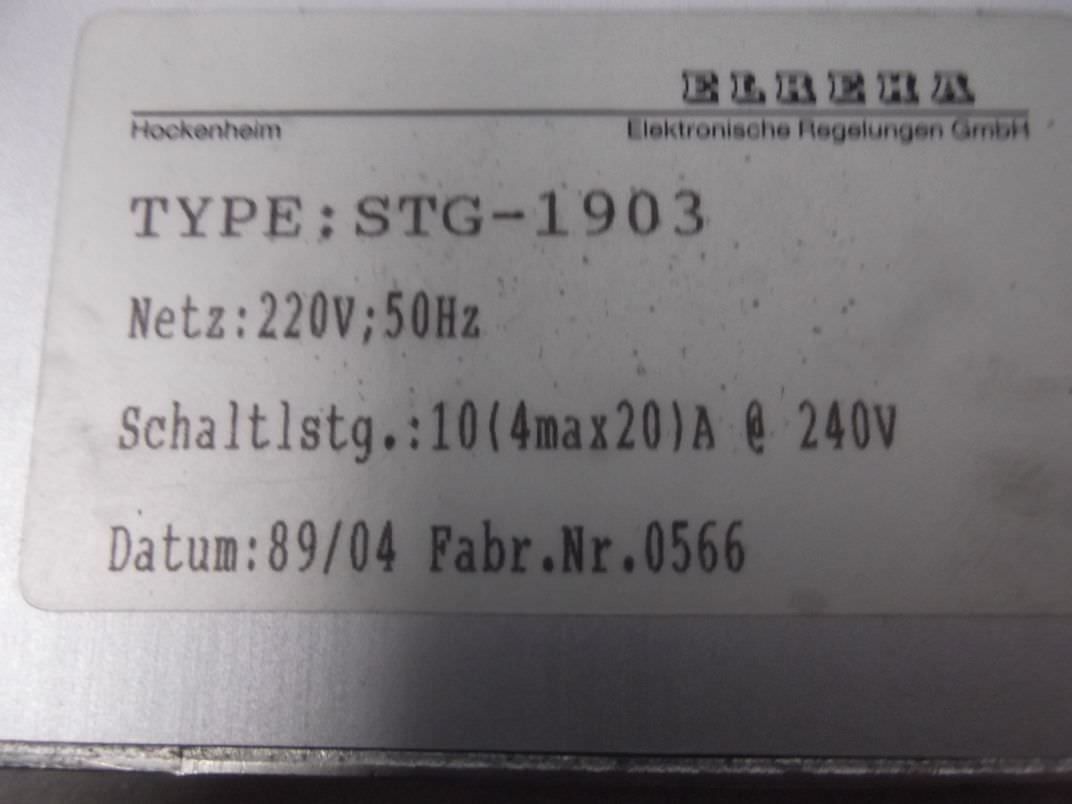 ELREHA
Hockenheim Elektronische Regelungen GmbH
TYPE:STG-1903
Netz:220V;50Hz
Schaltlstg.:10(4max20)A @ 240V
Datum:89/04 Fabr.Nr.0566